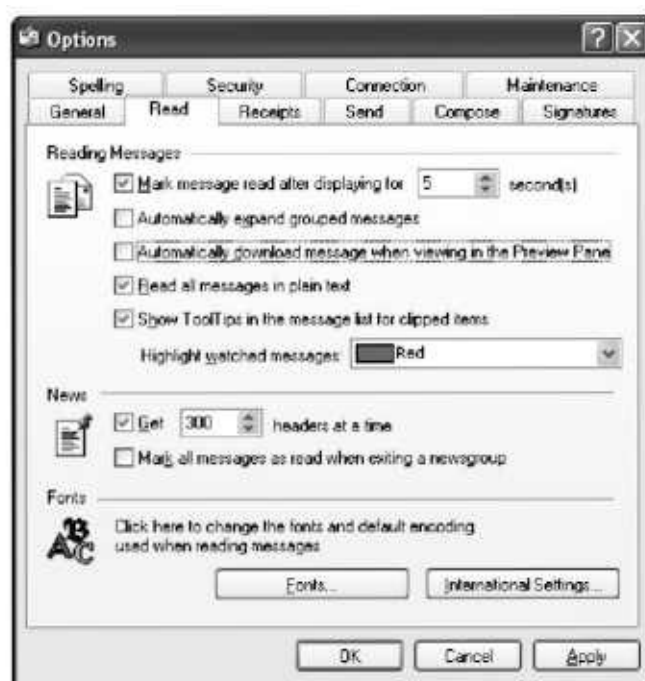 Options
Spelling Security Connection Maintenance
General Read Receipts Send Compose Signatures
Reading Messages
Mark message read after displaying for 5 second(s)
Automatically expand grouped messages
Automatically download message when viewing in the Preview Pane
Read all messages in plain text
Show ToolTips in the message list for clipped items
Highlight watched messages: Red
News
Get 300 headers at a time
Mark all messages as read when exiting a newsgroup
Fonts
Click here to change the fonts and default encoding
used when reading messages
Fonts... International Settings...
OK Cancel Apply